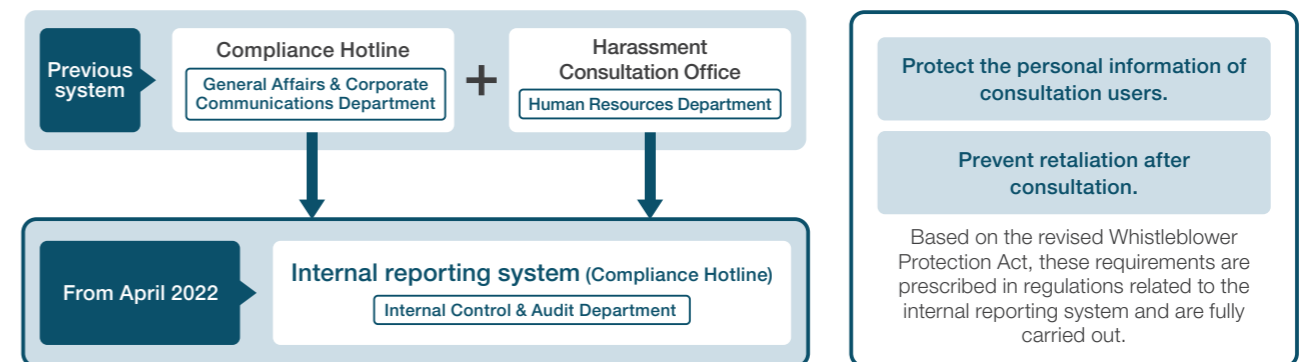 Previous
system
Compliance Hotline
General Affairs & Corporate
Communications Department
+
Harassment
Consultation Office
Human Resources Department
From April 2022
Internal reporting system (Compliance Hotline)
Internal Control & Audit Department
Protect the personal information of
consultation users.
Prevent retaliation after
consultation.
Based on the revised Whistleblower
Protection Act, these requirements are
prescribed in regulations related to the
internal reporting system and are fully
carried out.